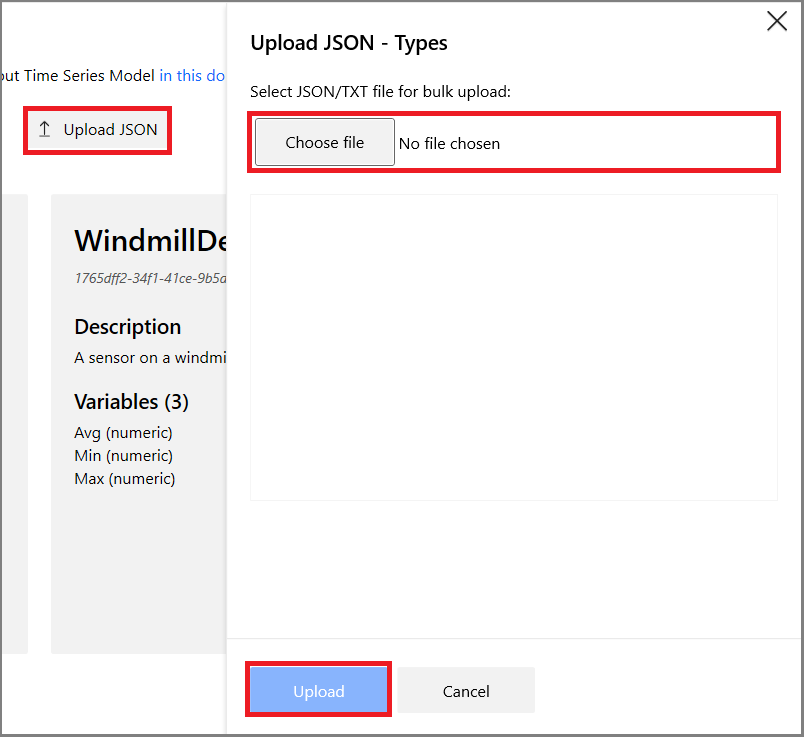 Upload JSON - Types
Select JSON/TXT file for bulk upload:
Choose file No file chosen
Upload Cancel
Time Series Model in this do
Upload JSON
WindmillDe
1765dff2-34f1-41ce-9b5a
Description
A sensor on a windmi
Variables (3)
Avg (numeric)
Min (numeric)
Max (numeric)